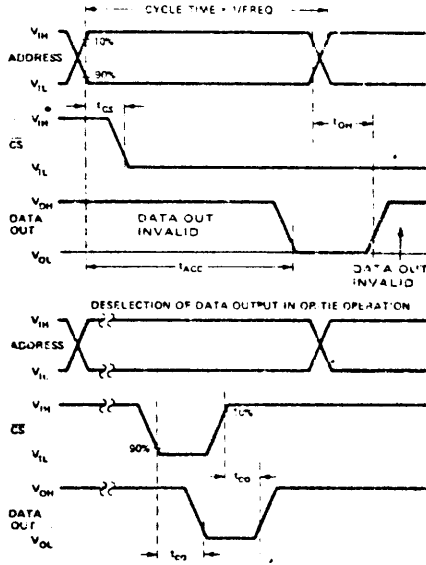 CYCLE TIME = 1/FREQ
VIH
10%
ADDRESS
90%
VIL
tCS
VIH
CS
VIL
tOH
VOH
DATA OUT
DATA OUT INVALID
VOL
tACC
DATA OUT INVALID
DESELECTION OF DATA OUTPUT IN OR-TIE OPERATION
VIH
ADDRESS
VIL
VIH
10%
CS
90%
VIL
tCO
VOH
DATA OUT
VOL
tCO